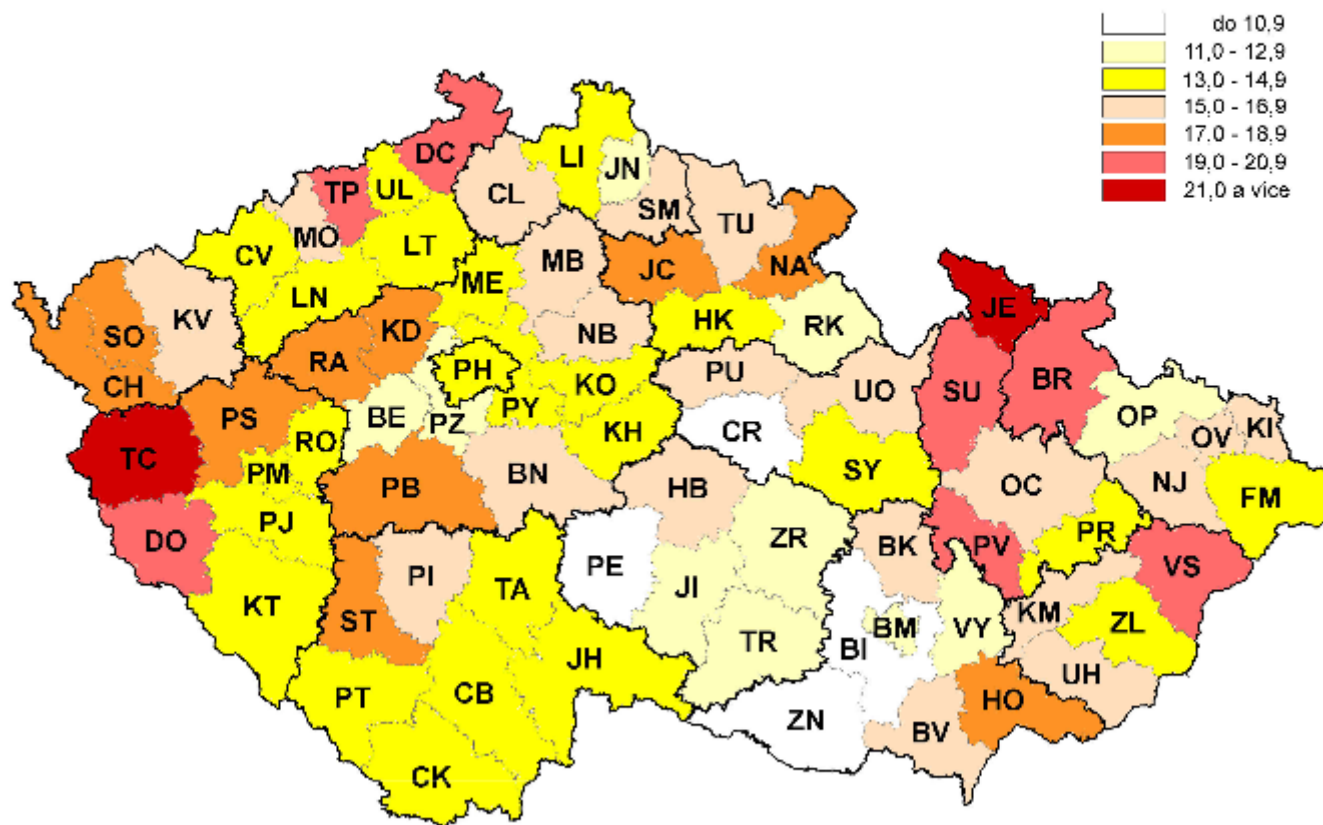 do 10,9
11,0 - 12,9
13,0 - 14,9
15,0 - 16,9
17,0 - 18,9
19,0 - 20,9
21,0 a více
DC
LI
JN
TP
UL
CL
SM
TU
MO
CV
LT
MB
JC
NA
ME
LN
KV
SO
KD
NB
HK
RK
JE
RA
PH
KO
PU
UO
SU
BR
CH
PS
BE
PZ
PY
KH
CR
OP
OV
KI
RO
TC
PM
PB
BN
HB
SY
OC
NJ
FM
PJ
DO
PI
TA
PE
ZR
BK
PV
PR
VS
KT
ST
JI
TR
BI
BM
VY
KM
ZL
JH
PT
CB
UH
HO
ZN
BV
CK